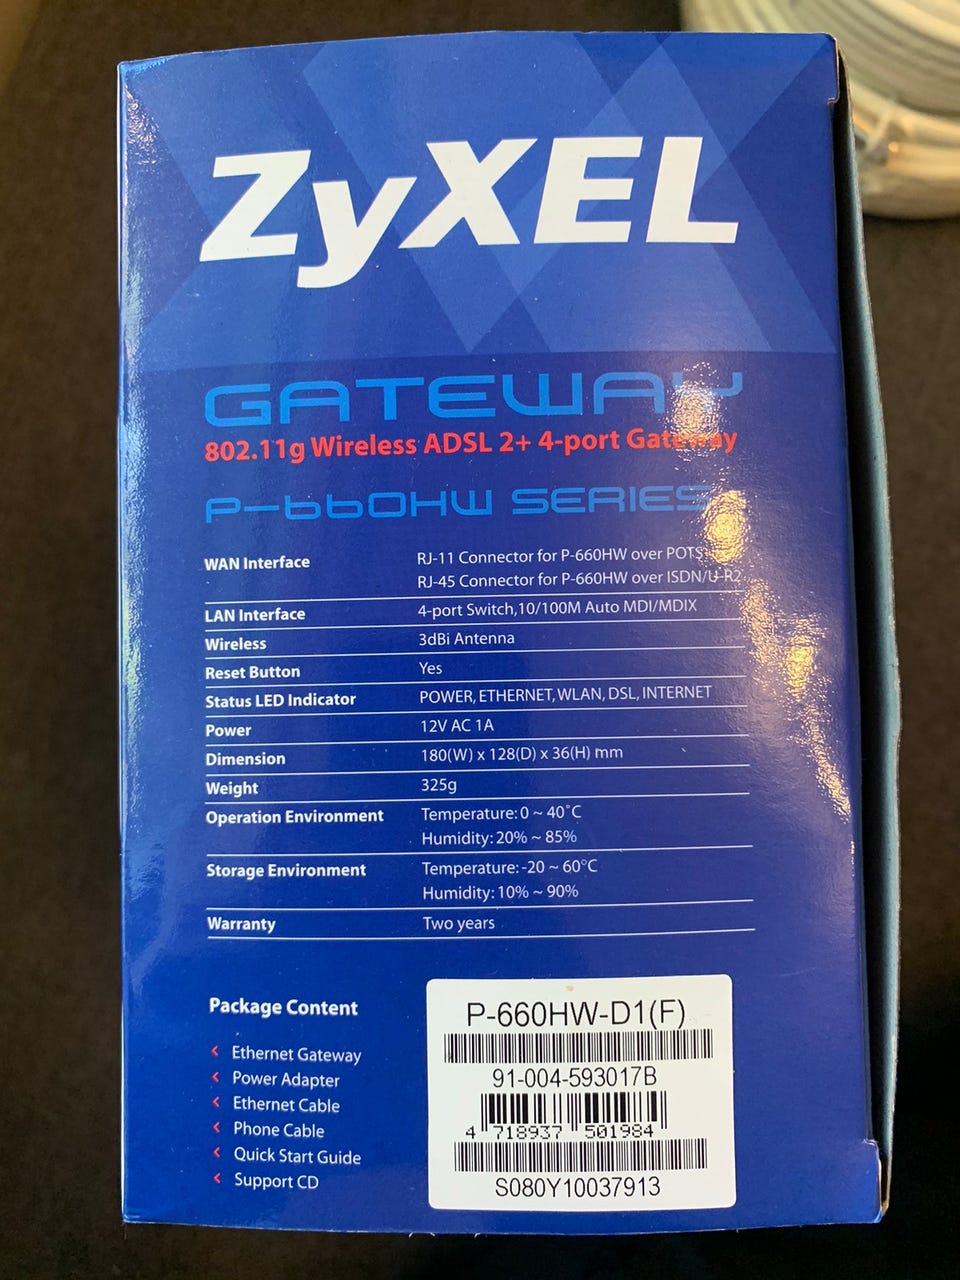 ZyXEL
GATEWAY
802.11g Wireless ADSL 2+ 4-port Gateway
P-660HW SERIES
WAN Interface RJ-11 Connector for P-660HW over POTS
RJ-45 Connector for P-660HW over ISDN/U-R2
LAN Interface 4-port Switch,10/100M Auto MDI/MDIX
Wireless 3dBi Antenna
Reset Button Yes
Status LED Indicator POWER, ETHERNET, WLAN, DSL, INTERNET
Power 12V AC 1A
Dimension 180(W) x 128(D) x 36(H) mm
Weight 325g
Operation Environment Temperature: 0 ~ 40˚C
Humidity: 20% ~ 85%
Storage Environment Temperature: -20 ~ 60°C
Humidity: 10% ~ 90%
Warranty Two years
Package Content
Ethernet Gateway
Power Adapter
Ethernet Cable
Phone Cable
Quick Start Guide
Support CD
P-660HW-D1(F)
91-004-593017B
4 718937 501984
S080Y10037913